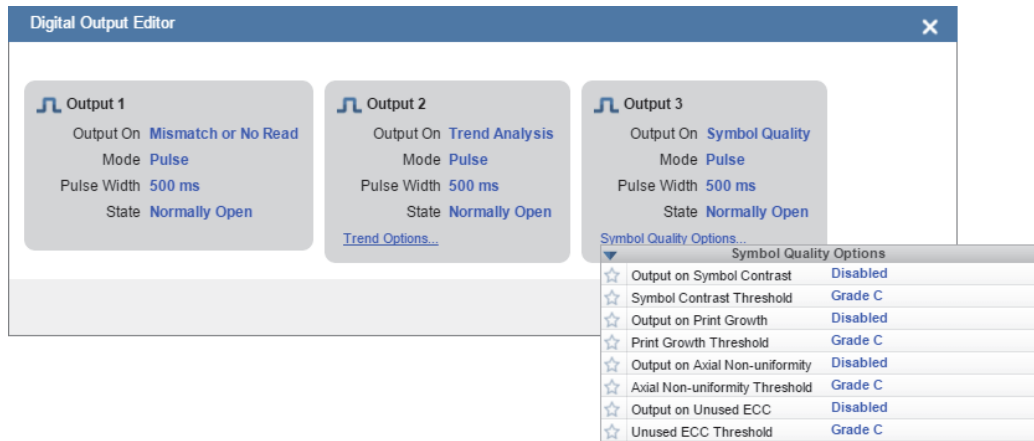 Digital Output Editor
Output 1
Output On Mismatch or No Read
Mode Pulse
Pulse Width 500 ms
State Normally Open
Output 2
Output On Trend Analysis
Mode Pulse
Pulse Width 500 ms
State Normally Open
Trend Options...
Output 3
Output On Symbol Quality
Mode Pulse
Pulse Width 500 ms
State Normally Open
Symbol Quality Options...
Symbol Quality Options
Output on Symbol Contrast Disabled
Symbol Contrast Threshold Grade C
Output on Print Growth Disabled
Print Growth Threshold Grade C
Output on Axial Non-uniformity Disabled
Axial Non-uniformity Threshold Grade C
Output on Unused ECC Disabled
Unused ECC Threshold Grade C